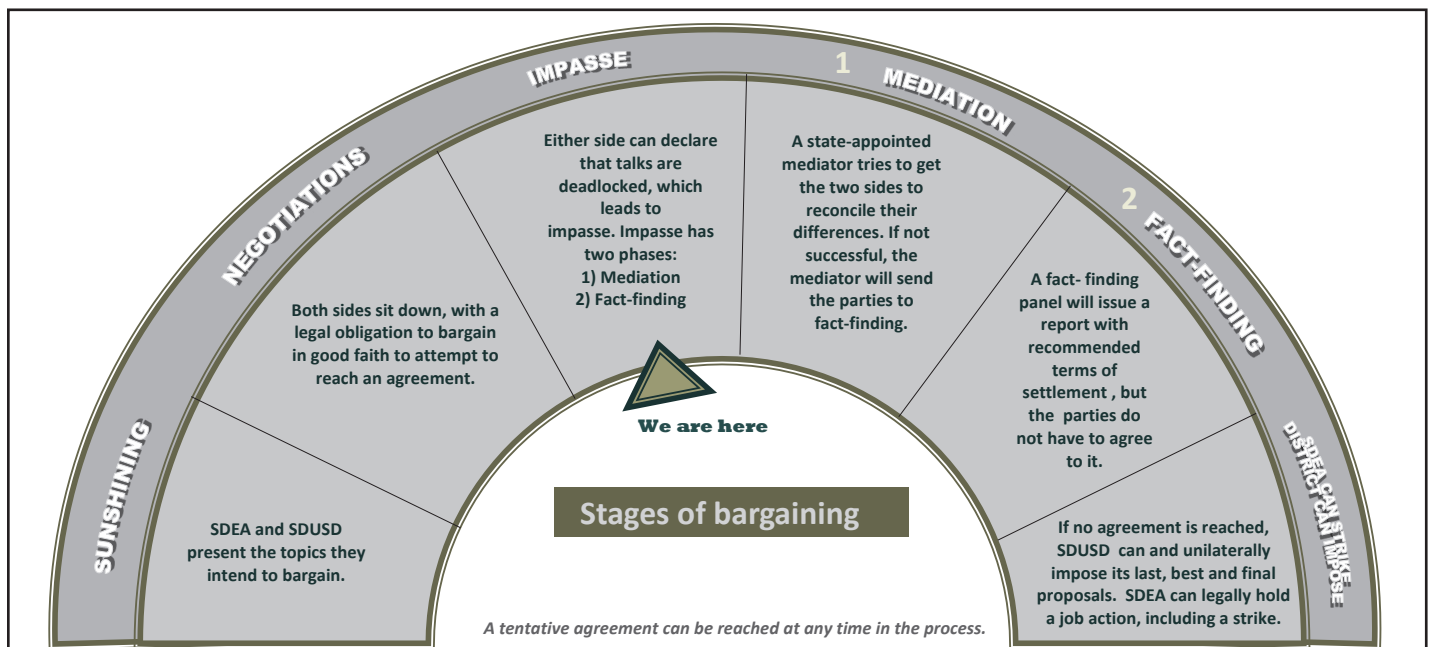 SUNSHINING
SDEA and SDUSD
present the topics they
intend to bargain.
NEGOTIATIONS
Both sides sit down, with a
legal obligation to bargain
in good faith to attempt to
reach an agreement.
IMPASSE
Either side can declare
that talks are
deadlocked, which
leads to
impasse. Impasse has
two phases:
1) Mediation
2) Fact-finding
1 MEDIATION
A state-appointed
mediator tries to get
the two sides to
reconcile their
differences. If not
successful, the
mediator will send
the parties to
fact-finding.
2 FACT-FINDING
A fact- finding
panel will issue a
report with
recommended
terms of
settlement , but
the parties do
not have to agree
to it.
SDEA CAN STRIKE
DISTRICT CAN IMPOSE
If no agreement is reached,
SDUSD can and unilaterally
impose its last, best and final
proposals. SDEA can legally hold
a job action, including a strike.
We are here
Stages of bargaining
A tentative agreement can be reached at any time in the process.